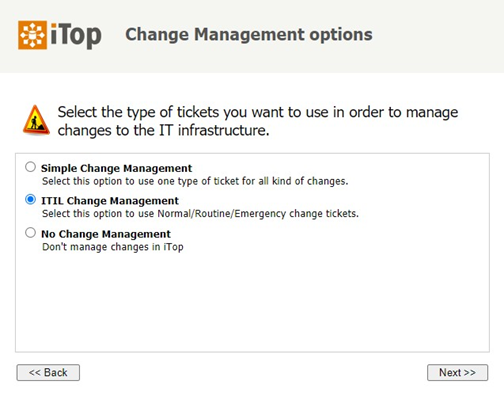 iTop
Change Management options
Select the type of tickets you want to use in order to manage
changes to the IT infrastructure.
Simple Change Management
Select this option to use one type of ticket for all kind of changes.
ITIL Change Management
Select this option to use Normal/Routine/Emergency change tickets.
No Change Management
Don't manage changes in iTop
<< Back
Next >>